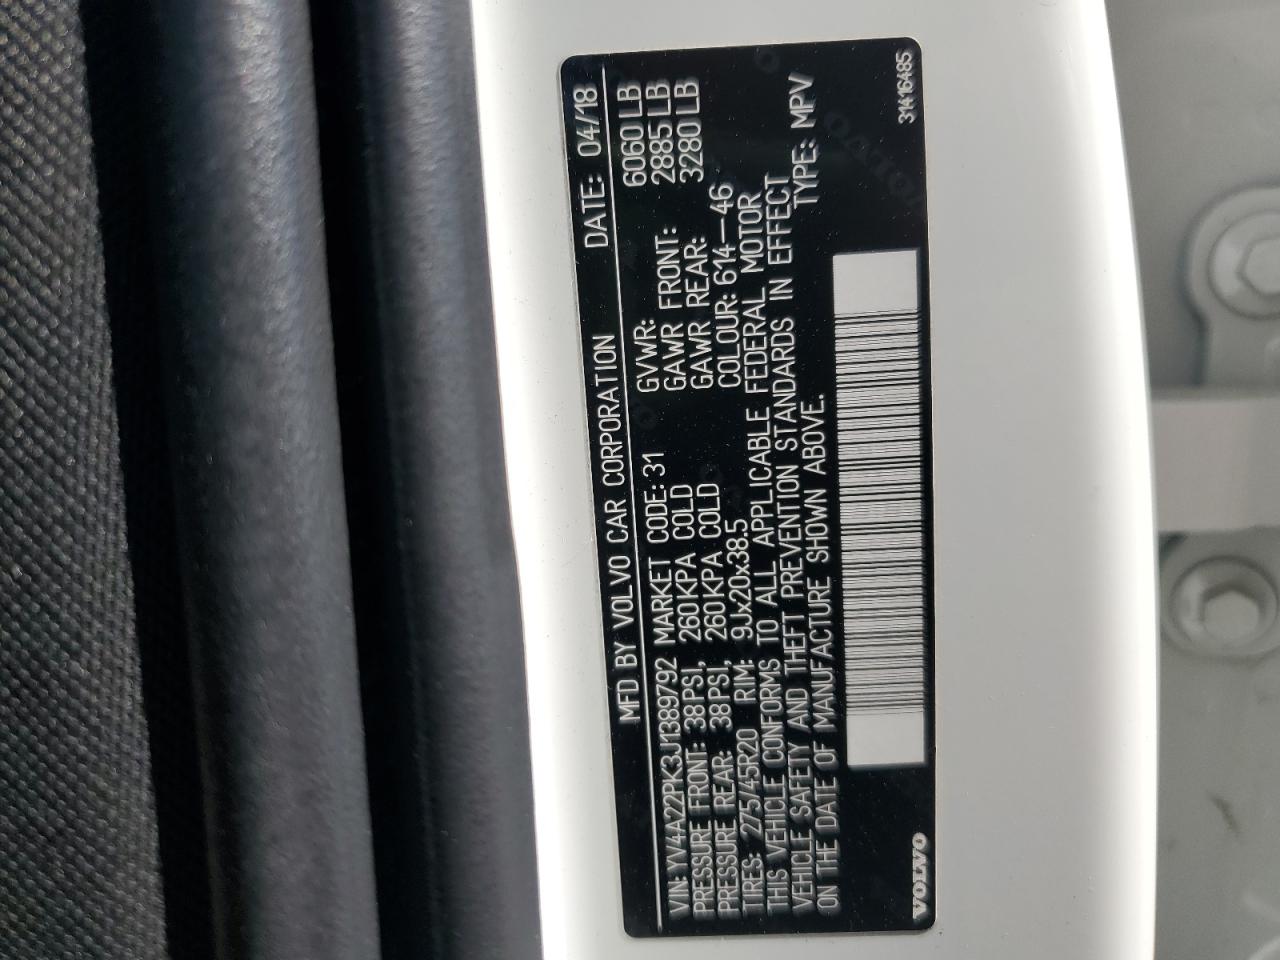 MFD BY VOLVO CAR CORPORATION DATE: 04/18
VIN: YV4A22PK3J1389792 MARKET CODE: 31 GVWR: 6060 LB
PRESSURE FRONT: 38PSI, 260KPA COLD GAWR FRONT: 2885 LB
PRESSURE REAR: 38PSI, 260KPA COLD GAWR REAR: 3280 LB
TIRES: 275/45R20 RIM: 9Jx20x38.5 COLOUR: 614-46
THIS VEHICLE CONFORMS TO ALL APPLICABLE FEDERAL MOTOR
VEHICLE SAFETY AND THEFT PREVENTION STANDARDS IN EFFECT
ON THE DATE OF MANUFACTURE SHOWN ABOVE. TYPE: MPV
VOLVO 31416485